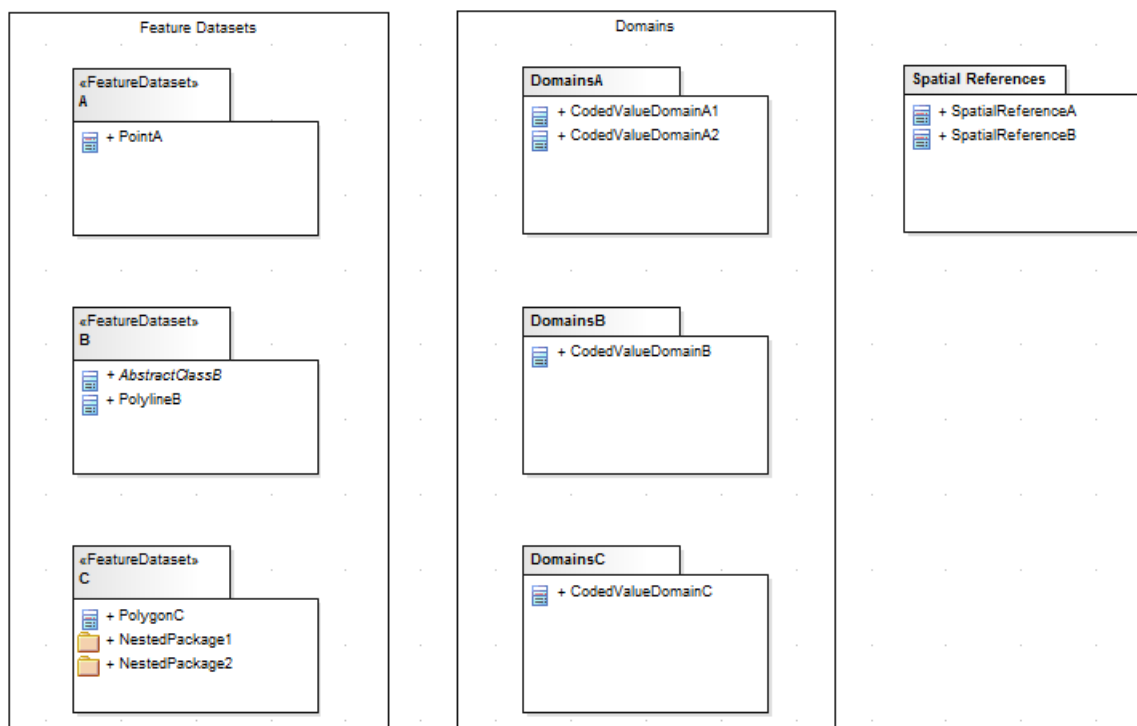 Feature Datasets
«FeatureDataset»
A
+ PointA
«FeatureDataset»
B
+ AbstractClassB
+ PolylineB
«FeatureDataset»
C
+ PolygonC
+ NestedPackage1
+ NestedPackage2
Domains
DomainsA
+ CodedValueDomainA1
+ CodedValueDomainA2
DomainsB
+ CodedValueDomainB
DomainsC
+ CodedValueDomainC
Spatial References
+ SpatialReferenceA
+ SpatialReferenceB